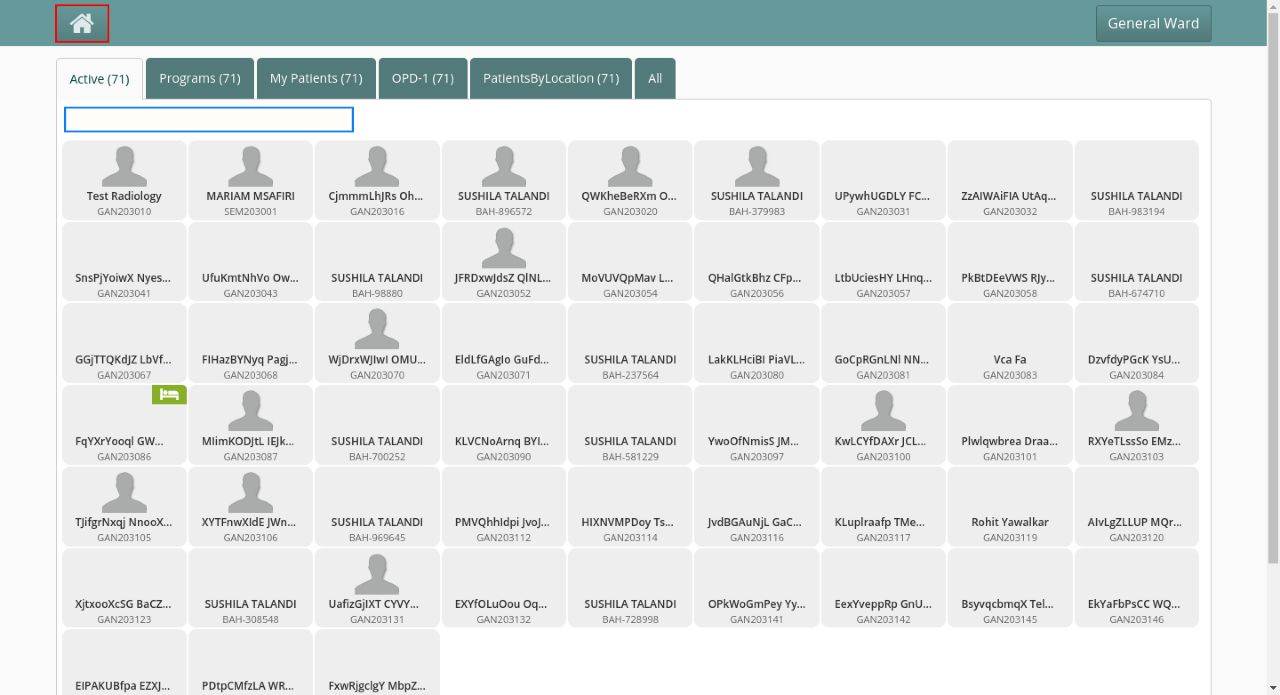 General Ward
Active (71)
Programs (71)
My Patients (71)
OPD-1 (71)
PatientsByLocation (71)
All
Test Radiology
GAN203010
MARIAM MSAFIRI
SEM203001
CjmmmLhJRs Oh...
GAN203016
SUSHILA TALANDI
BAH-896572
QWKheBeRXm O...
GAN203020
SUSHILA TALANDI
BAH-379983
UPywhUGDLY FC...
GAN203031
ZzAIWAiFIA UtAq...
GAN203032
SUSHILA TALANDI
BAH-983194
SnsPjYoiwX Nyes...
GAN203041
UfuKmtNhVo Ow...
GAN203043
SUSHILA TALANDI
BAH-98880
JFRDxwJdsZ QlNL...
GAN203052
MoVUVQpMav L...
GAN203054
QHalGtkBhz CFp...
GAN203056
LtbUciesHY LHnq...
GAN203057
PkBtDEeVWS RJy...
GAN203058
SUSHILA TALANDI
BAH-674710
GGjTTQKdJZ LbVf...
GAN203067
FIHazBYNyq Pagj...
GAN203068
WjDrxWJIwI OMU...
GAN203070
EldLfGAgIo GuFd...
GAN203071
SUSHILA TALANDI
BAH-237564
LakKLHciBI PiaVL...
GAN203080
GoCpRGnLNl NN...
GAN203081
Vca Fa
GAN203083
DzvfdyPGcK YsU...
GAN203084
FqYXrYooql GW...
GAN203086
MlimKODJtL IEJk...
GAN203087
SUSHILA TALANDI
BAH-700252
KLVCNoArnq BYI...
GAN203090
SUSHILA TALANDI
BAH-581229
YwoOfNmisS JM...
GAN203097
KwLCYfDAXr JCL...
GAN203100
Plwlqwbrea Draa...
GAN203101
RXYeTLssSo EMz...
GAN203103
TJifgrNxqj NnooX...
GAN203105
XYTFnwXIdE JWn...
GAN203106
SUSHILA TALANDI
BAH-969645
PMVQhhIdpi JvoJ...
GAN203112
HIXNVMPDoy Ts...
GAN203114
JvdBGAuNjL GaC...
GAN203116
KLuplraafp TMe...
GAN203117
Rohit Yawalkar
GAN203119
AIvLgZLLUP MQr...
GAN203120
XjtxooXcSG BaCZ...
GAN203123
SUSHILA TALANDI
BAH-308548
UafizGjIXT CYVY...
GAN203131
EXYfOLuOou Oq...
GAN203132
SUSHILA TALANDI
BAH-728998
OPkWoGmPey Yy...
GAN203141
EexYveppRp GnU...
GAN203142
BsyvqcbmqX Tel...
GAN203145
EkYaFbPsCC WQ...
GAN203146
EIPAKUBfpa EZXJ...
PDtpCMfzLA WR...
FxwRjgclgY MbpZ...